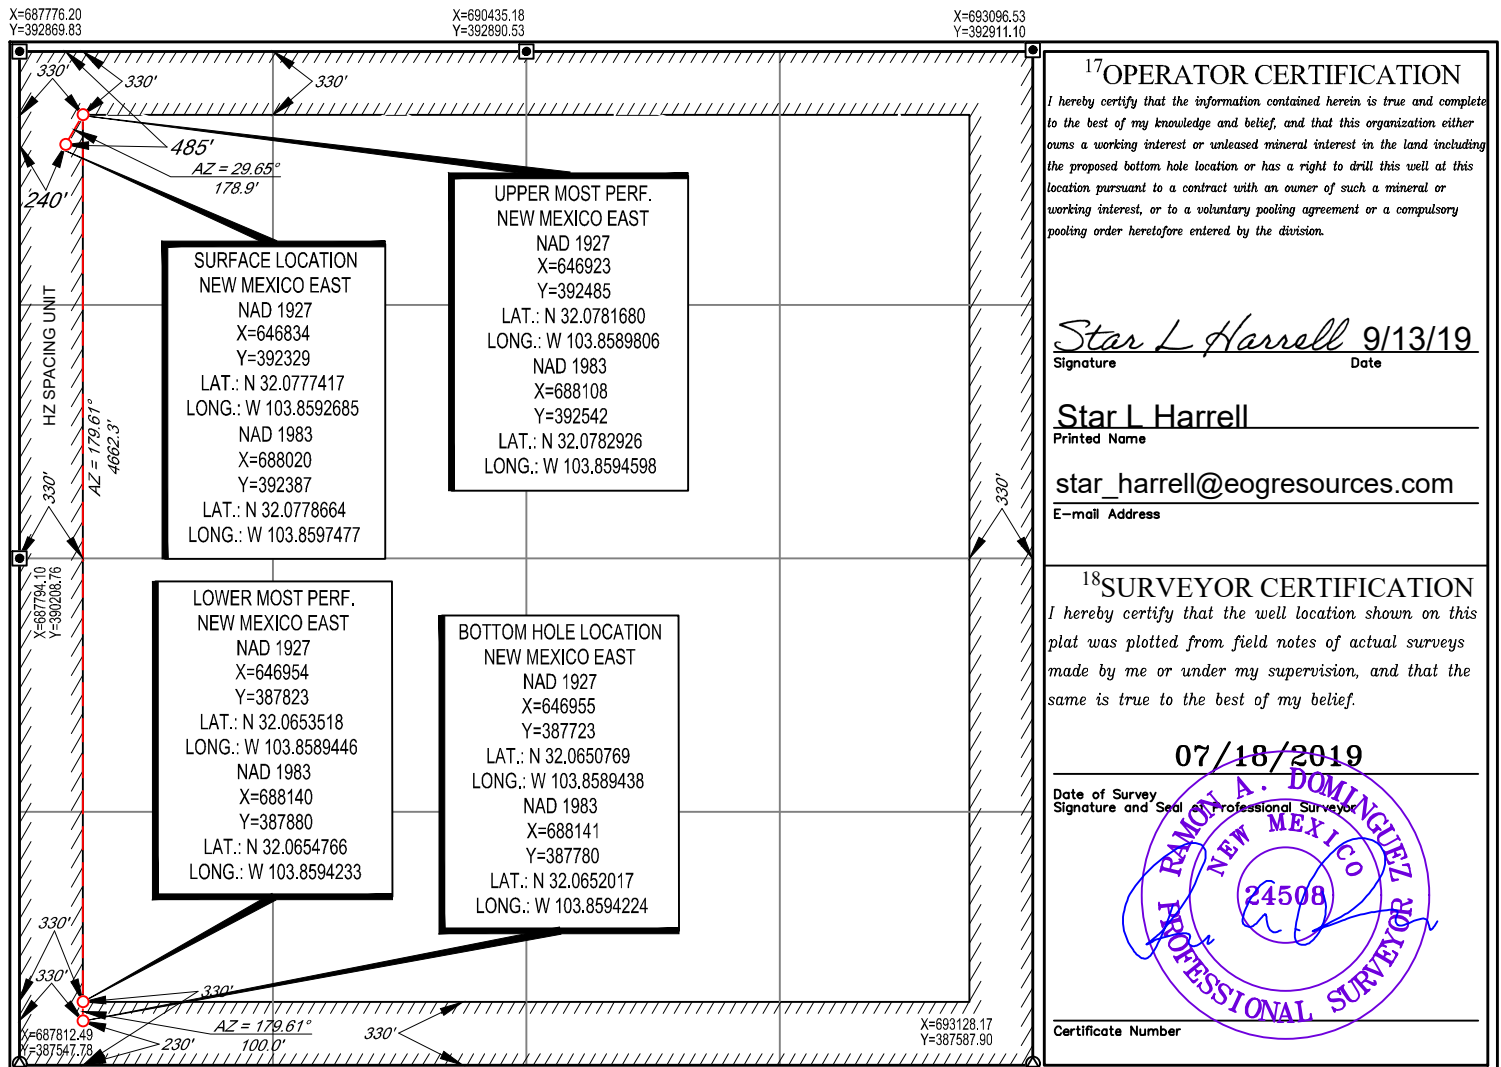 X=687776.20
Y=392869.83
X=690435.18
Y=392890.53
X=693096.53
Y=392911.10
330'
330'
330'
485'
AZ = 29.65°
178.9'
240'
HZ SPACING UNIT
AZ = 179.61°
4662.3'
330'
330'
X=687794.10
Y=390208.76
UPPER MOST PERF.
NEW MEXICO EAST
NAD 1927
X=646923
Y=392485
LAT.: N 32.0781680
LONG.: W 103.8589806
NAD 1983
X=688108
Y=392542
LAT.: N 32.0782926
LONG.: W 103.8594598
SURFACE LOCATION
NEW MEXICO EAST
NAD 1927
X=646834
Y=392329
LAT.: N 32.0777417
LONG.: W 103.8592685
NAD 1983
X=688020
Y=392387
LAT.: N 32.0778664
LONG.: W 103.8597477
LOWER MOST PERF.
NEW MEXICO EAST
NAD 1927
X=646954
Y=387823
LAT.: N 32.0653518
LONG.: W 103.8589446
NAD 1983
X=688140
Y=387880
LAT.: N 32.0654766
LONG.: W 103.8594233
BOTTOM HOLE LOCATION
NEW MEXICO EAST
NAD 1927
X=646955
Y=387723
LAT.: N 32.0650769
LONG.: W 103.8589438
NAD 1983
X=688141
Y=387780
LAT.: N 32.0652017
LONG.: W 103.8594224
330'
330'
330'
AZ = 179.61°
100.0'
230'
330'
X=687812.49
Y=387547.78
X=693128.17
Y=387587.90
17OPERATOR CERTIFICATION
I hereby certify that the information contained herein is true and complete
to the best of my knowledge and belief, and that this organization either
owns a working interest or unleased mineral interest in the land including
the proposed bottom hole location or has a right to drill this well at this
location pursuant to a contract with an owner of such a mineral or
working interest, or to a voluntary pooling agreement or a compulsory
pooling order heretofore entered by the division.
Star L Harrell 9/13/19
Signature Date
Star L Harrell
Printed Name
star_harrell@eogresources.com
E-mail Address
18SURVEYOR CERTIFICATION
I hereby certify that the well location shown on this
plat was plotted from field notes of actual surveys
made by me or under my supervision, and that the
same is true to the best of my belief.
07/18/2019
Date of Survey
Signature and Seal of Professional Surveyor
RAMON A. DOMINGUEZ
NEW MEXICO
24508
PROFESSIONAL SURVEYOR
Certificate Number